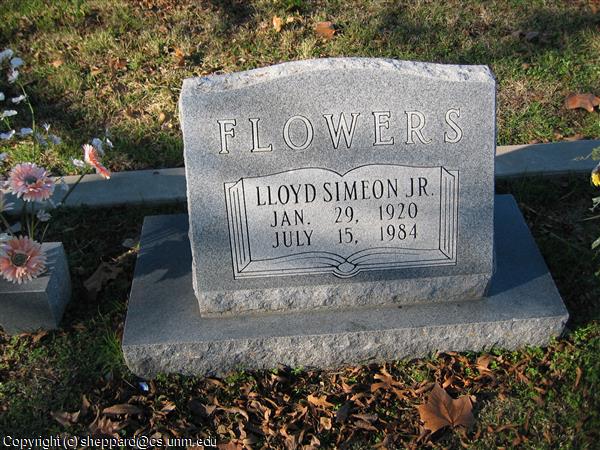 FLOWERS
LLOYD SIMEON JR.
JAN. 29, 1920
JULY 15, 1984
Copyright (c) sheppard@cs.unm.edu